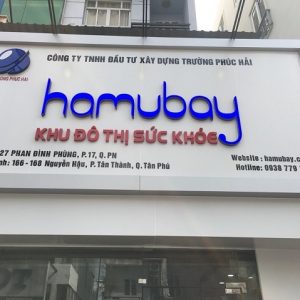 CÔNG TY TNHH ĐẦU TƯ XÂY DỰNG TRƯỜNG PHÚC HẢI
PHÚC HẢI
hamubay
KHU ĐÔ THỊ SỨC KHỎE
27 PHAN ĐÌNH PHÙNG, P.17, Q.PN
166 - 168 Nguyễn Hậu, P. Tân Thành, Q. Tân Phú
Website : hamubay.c
Hotline: 0938 779